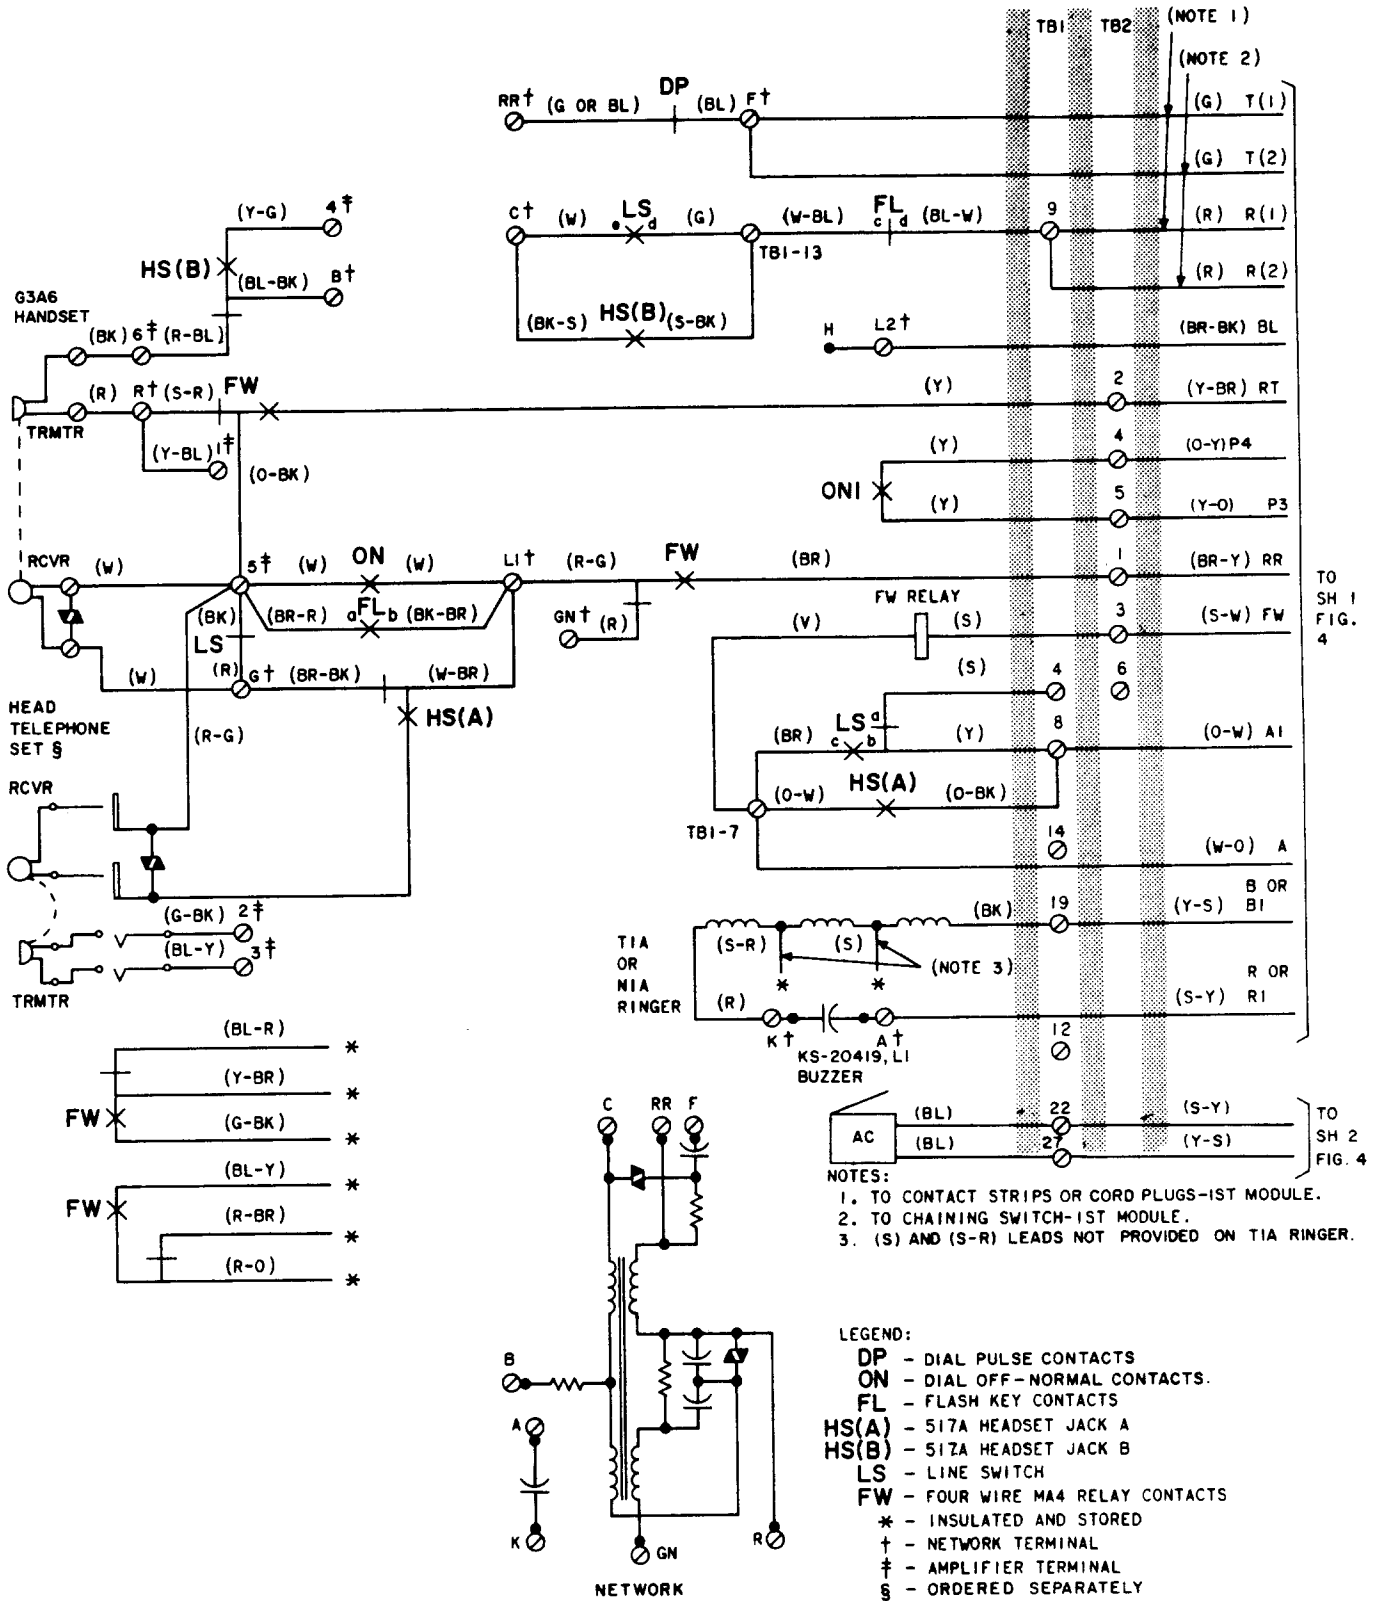 TB1 TB2 (NOTE 1)
(NOTE 2)
RR† (G OR BL) DP (BL) F†
(G) T(1)
(G) T(2)
C† (W) LS e d (G) TB1-13 (W-BL) FL c d (BL-W) 9
(R) R(1)
(R) R(2)
(BK-S) HS(B) (S-BK)
(Y-G) 4‡
HS(B)
(BL-BK) B†
G3A6
HANDSET
(BK) 6‡ (R-BL)
H L2† (BR-BK) BL
(R) R† (S-R) FW
TRMTR
(Y-BL) 1‡
(O-BK)
(Y) 2 (Y-BR) RT
(Y) 4 (O-Y) P4
ON1
(Y) 5 (Y-O) P3
RCVR (W) 5‡ (W) ON (W) L1† (R-G) FW (BR) 1 (BR-Y) RR
(BK) (BR-R) a FL b (BK-BR)
GN† (R)
LS
(R)
(W) G† (BR-BK) (W-BR)
HS(A)
FW RELAY
(V) (S) 3 (S-W) FW
(S) 4 6
LS a
(BR) c b (Y) 8 (O-W) A1
HS(A)
(O-W) (O-BK)
TB1-7
14
(W-O) A
TO
SH 1
FIG.
4
HEAD
TELEPHONE
SET §
(R-G)
RCVR
(G-BK) 2‡
(BL-Y) 3‡
TRMTR
T1A
OR
N1A
RINGER
(S-R) (S) (BK) 19 (Y-S) B OR
B1
(NOTE 3)
* *
(R) K† A† (S-Y) R OR
R1
KS-20419, L1
BUZZER
12
AC (BL) 22 (S-Y)
(BL) 27 (Y-S)
TO
SH 2
FIG. 4
(BL-R) *
(Y-BR) *
FW
(G-BK) *
(BL-Y) *
FW
(R-BR) *
(R-O) *
C RR F
B
A
K
GN
R
NETWORK
NOTES:
1. TO CONTACT STRIPS OR CORD PLUGS-1ST MODULE.
2. TO CHAINING SWITCH-1ST MODULE.
3. (S) AND (S-R) LEADS NOT PROVIDED ON T1A RINGER.
LEGEND:
DP - DIAL PULSE CONTACTS
ON - DIAL OFF-NORMAL CONTACTS.
FL - FLASH KEY CONTACTS
HS(A) - 517A HEADSET JACK A
HS(B) - 517A HEADSET JACK B
LS - LINE SWITCH
FW - FOUR WIRE MA4 RELAY CONTACTS
* - INSULATED AND STORED
† - NETWORK TERMINAL
‡ - AMPLIFIER TERMINAL
§ - ORDERED SEPARATELY